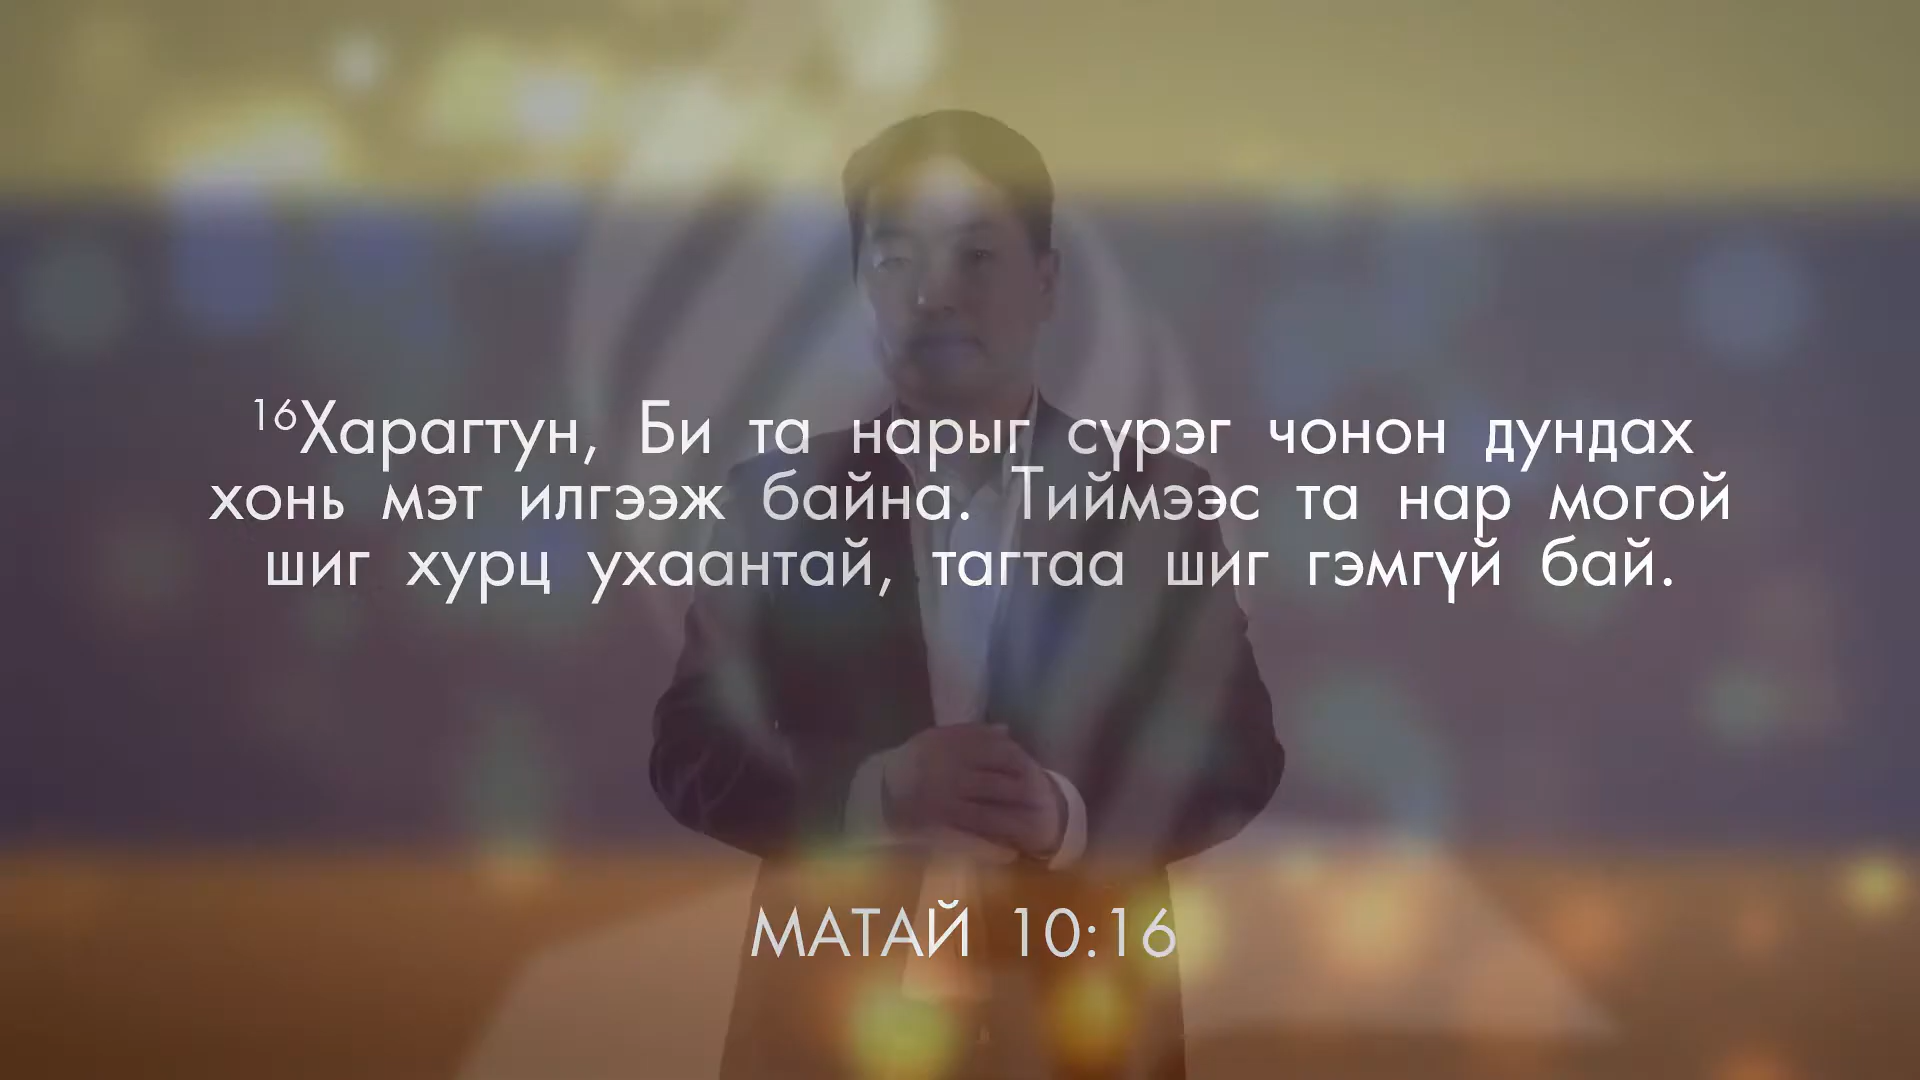 ¹⁶Харагтун, Би та нарыг сүрэг чонон дундах
хонь мэт илгээж байна. Тиймээс та нар могой
шиг хурц ухаантай, тагтаа шиг гэмгүй бай.
МАТАЙ 10:16